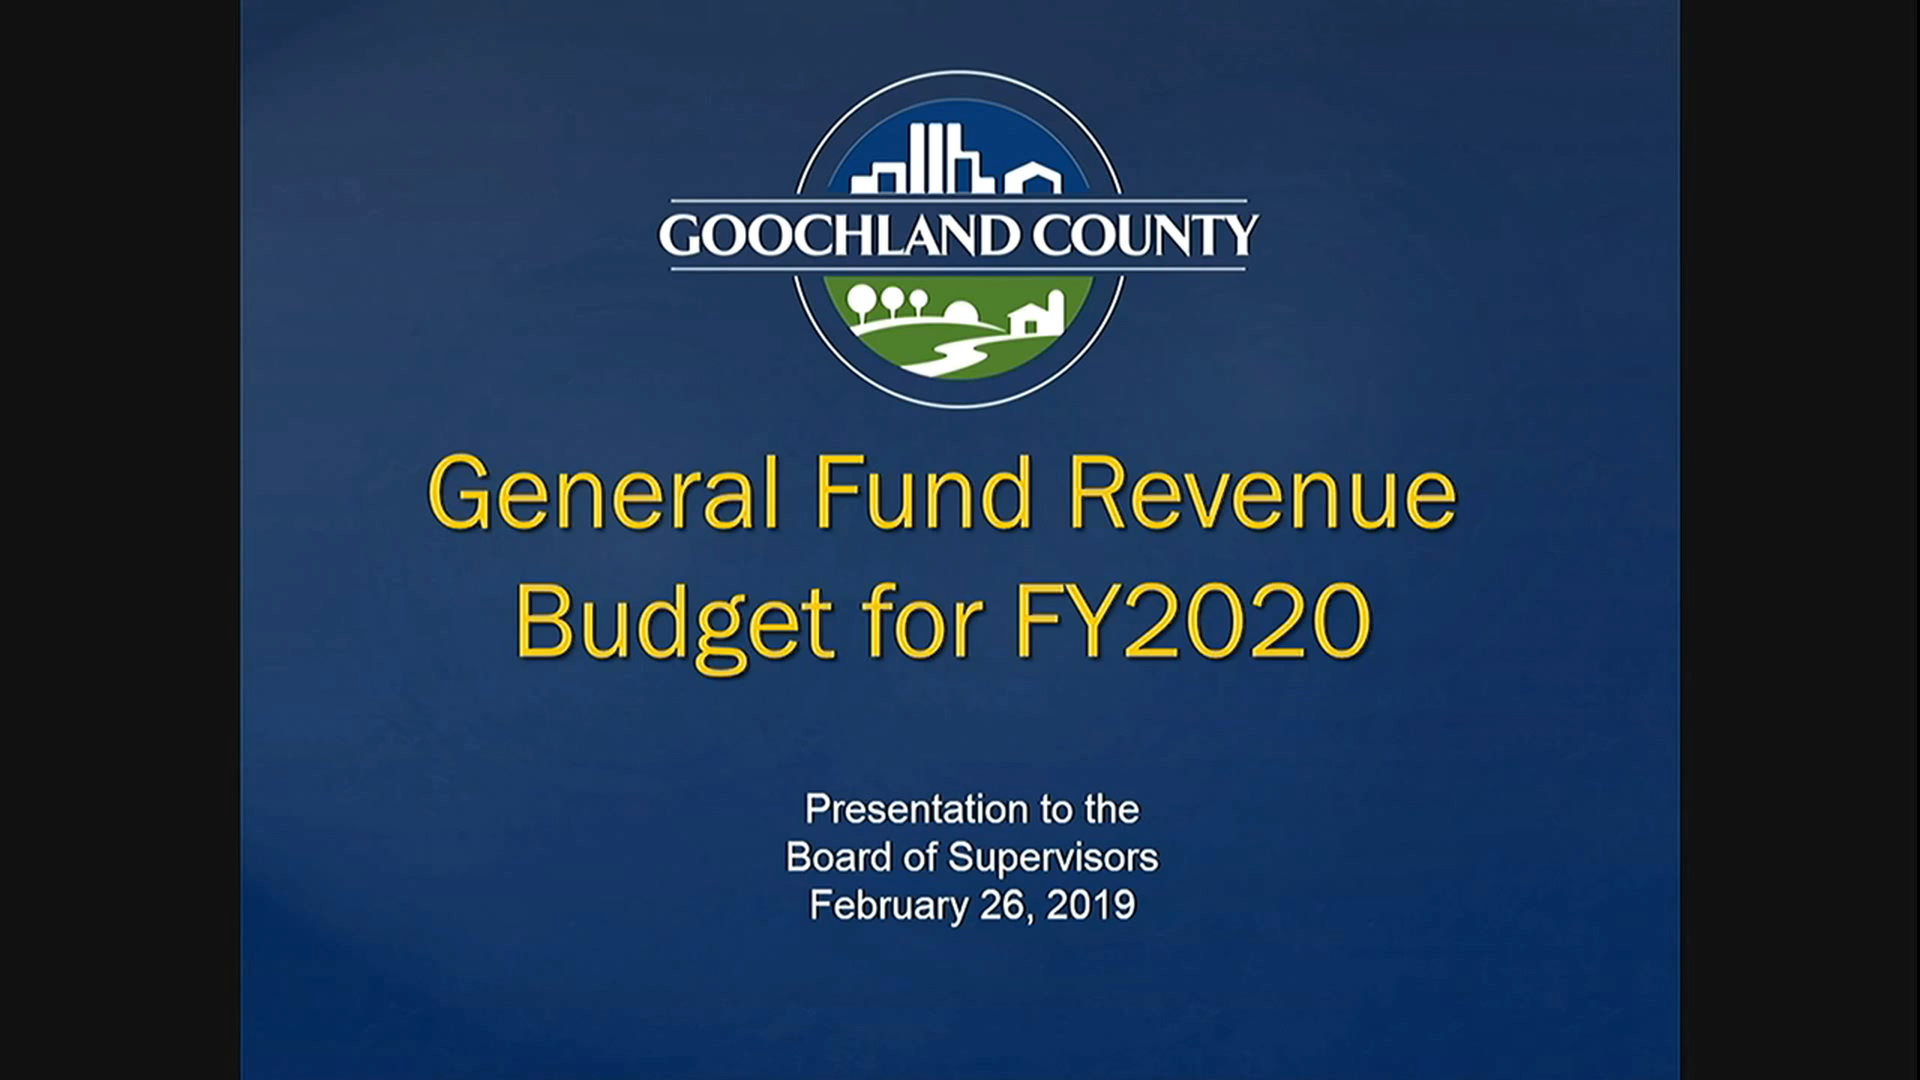 GOOCHLAND COUNTY
General Fund Revenue
Budget for FY2020
Presentation to the
Board of Supervisors
February 26, 2019